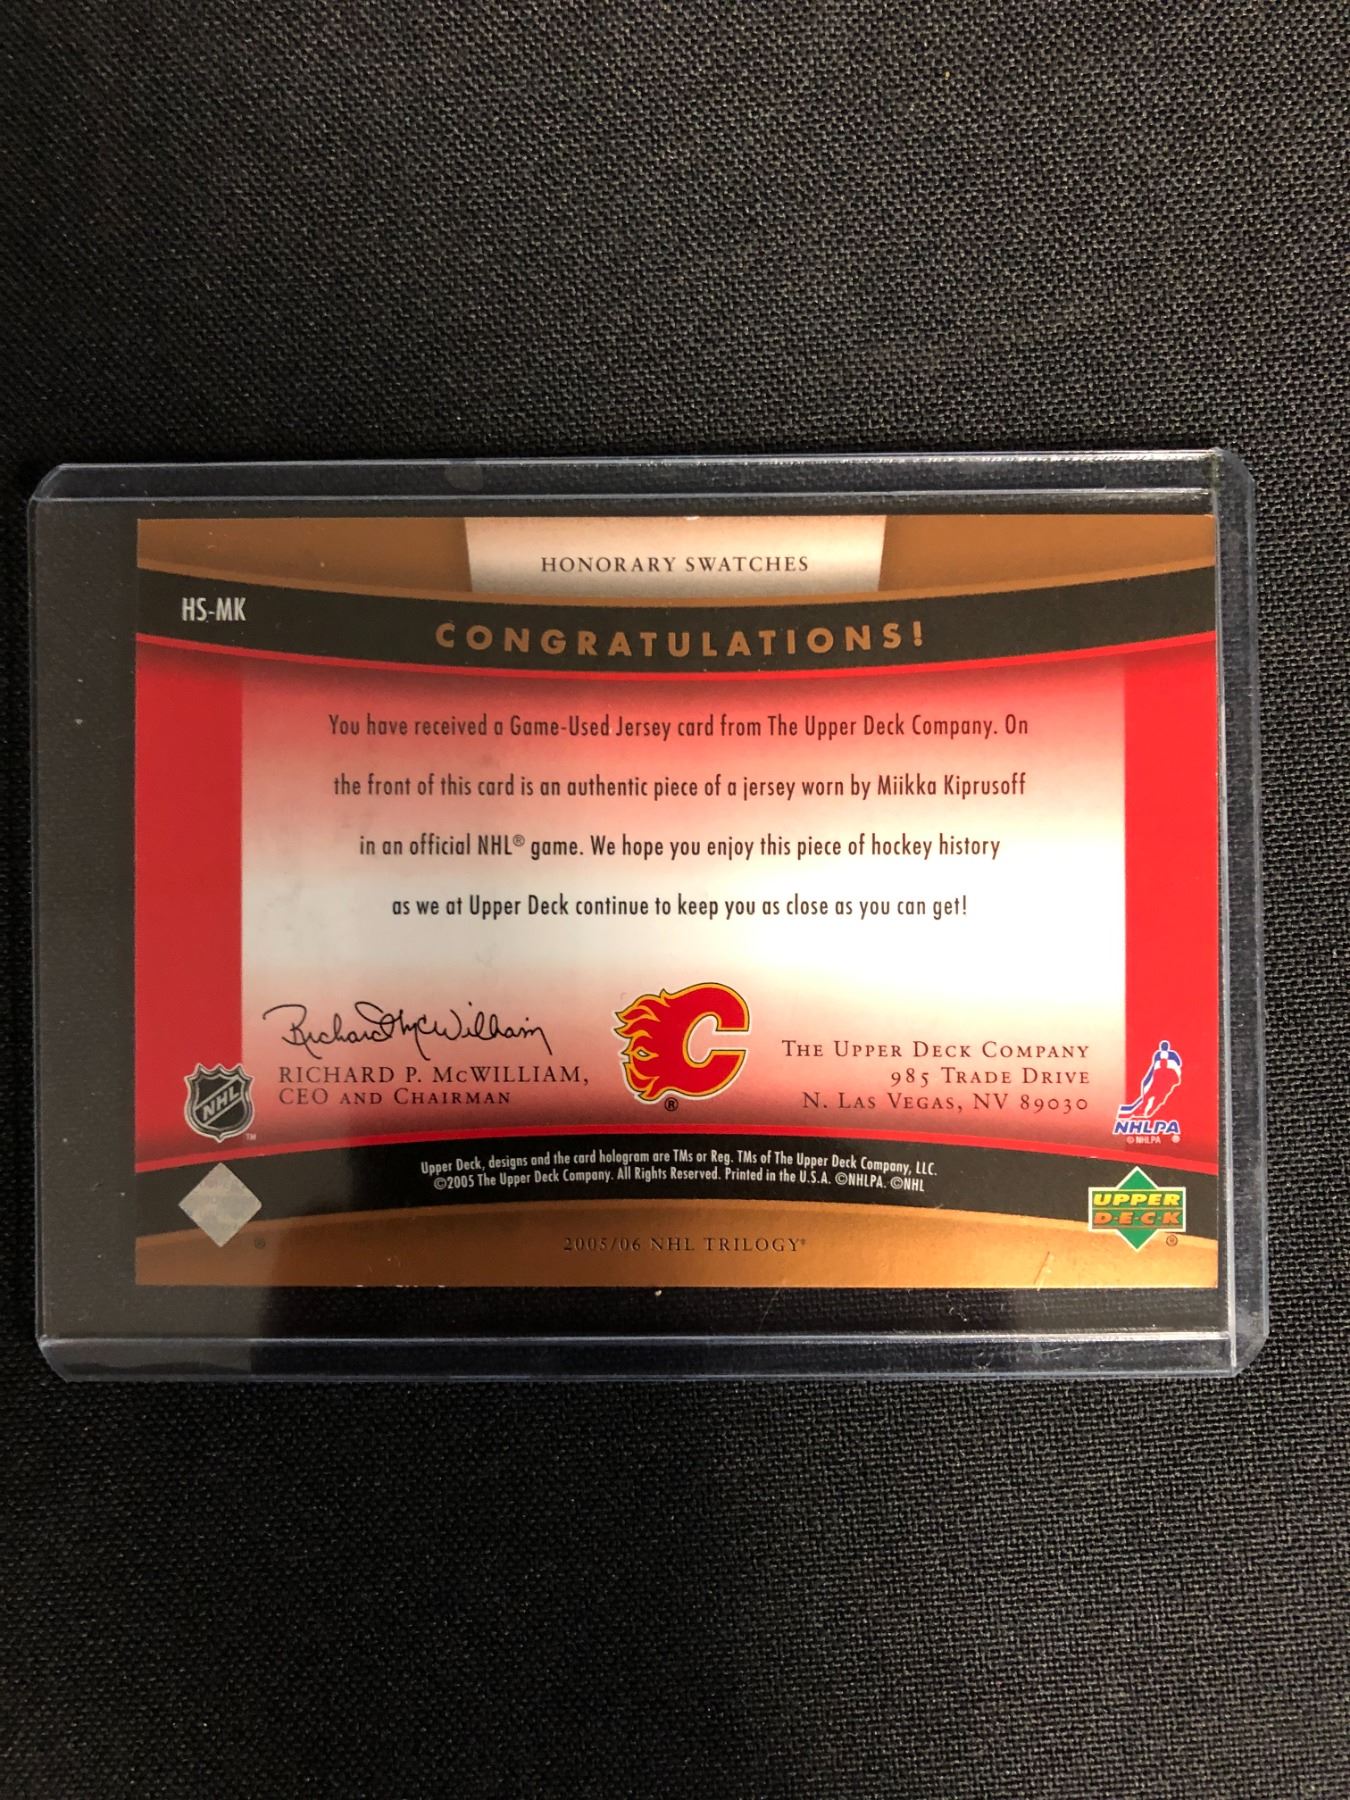 HONORARY SWATCHES
HS-MK
CONGRATULATIONS!
You have received a Game-Used Jersey card from The Upper Deck Company. On
the front of this card is an authentic piece of a jersey worn by Miikka Kiprusoff
in an official NHL® game. We hope you enjoy this piece of hockey history
as we at Upper Deck continue to keep you as close as you can get!
Richard McWilliam
RICHARD P. McWILLIAM,
CEO AND CHAIRMAN
NHL
TM
C
®
THE UPPER DECK COMPANY
985 TRADE DRIVE
N. LAS VEGAS, NV 89030
NHLPA
© NHLPA ®
Upper Deck, designs and the card hologram are TMs or Reg. TMs of The Upper Deck Company, LLC.
©2005 The Upper Deck Company. All Rights Reserved. Printed in the U.S.A. ©NHLPA. ©NHL
UPPER
D·E·C·K
®
®
2005/06 NHL TRILOGY®